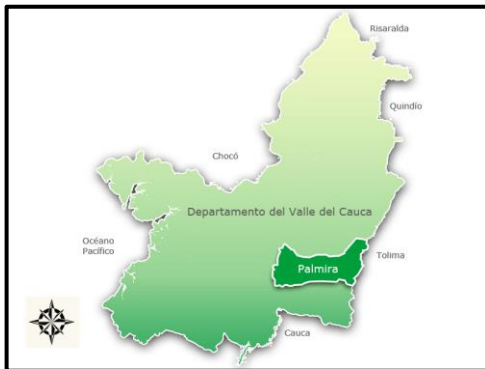 Risaralda
Quindío
Chocó
Departamento del Valle del Cauca
Océano
Pacífico
Tolima
Palmira
Cauca